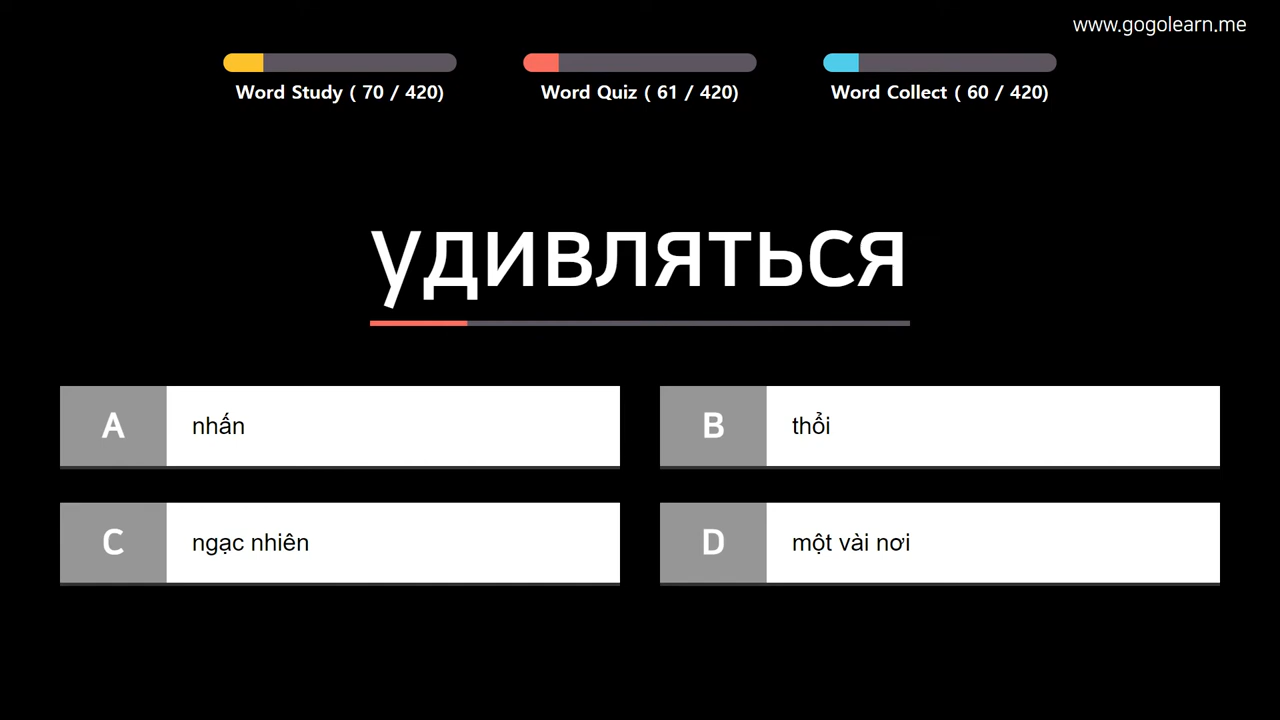 www.gogolearn.me
Word Study ( 70 / 420)
Word Quiz ( 61 / 420)
Word Collect ( 60 / 420)
удивляться
A
nhấn
B
thổi
C
ngạc nhiên
D
một vài nơi